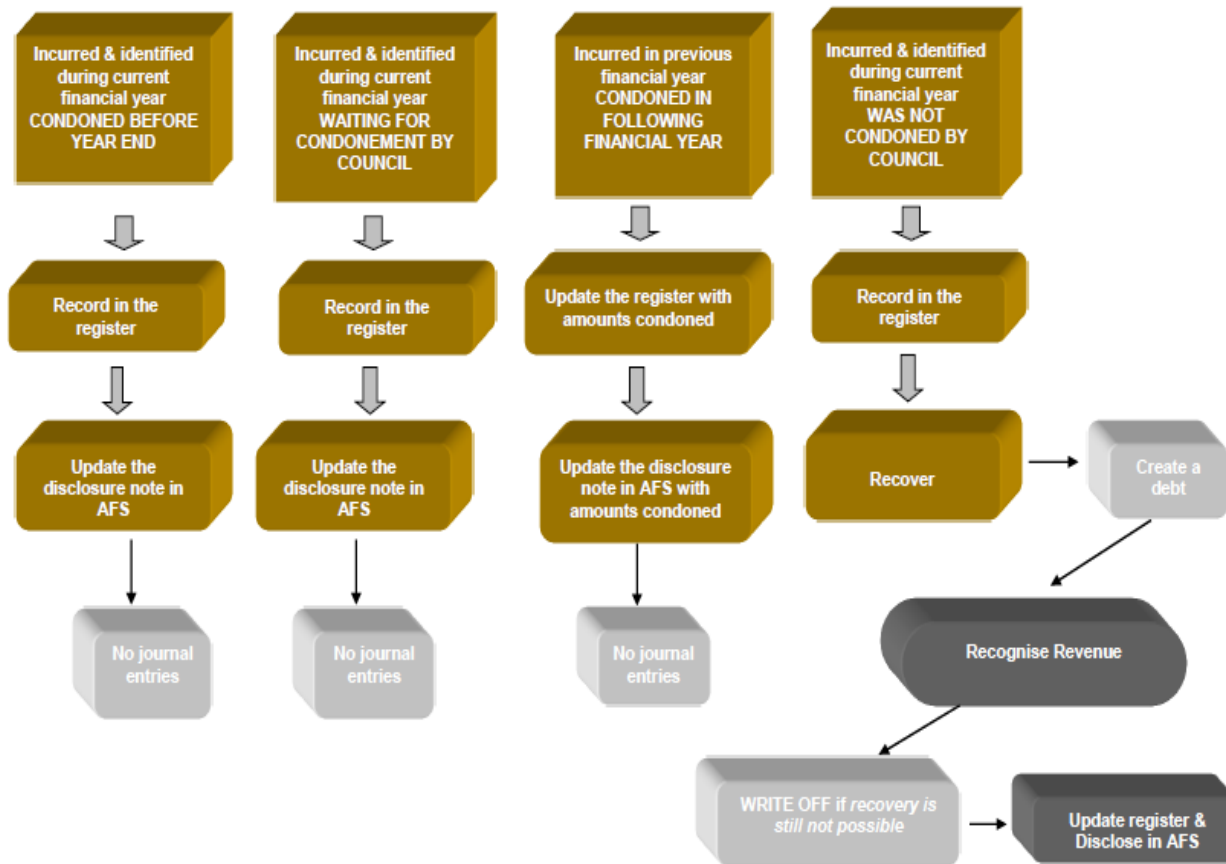 Incurred & identified
during current
financial year
CONDONED BEFORE
YEAR END
Incurred & identified
during current
financial year
WAITING FOR
CONDONEMENT BY
COUNCIL
Incurred in previous
financial year
CONDONED IN
FOLLOWING
FINANCIAL YEAR
Incurred & identified
during current
financial year
WAS NOT
CONDONED BY
COUNCIL
Record in the
register
Record in the
register
Update the register with
amounts condoned
Record in the
register
Update the
disclosure note in
AFS
Update the
disclosure note in
AFS
Update the disclosure
note in AFS with
amounts condoned
Recover
Create a
debt
No journal
entries
No journal
entries
No journal
entries
Recognise Revenue
WRITE OFF if recovery is
still not possible
Update register &
Disclose in AFS